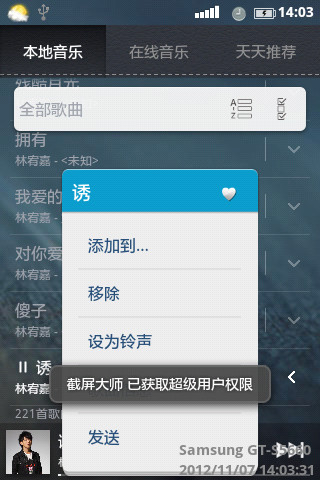 14:03
本地音乐
在线音乐
天天推荐
全部歌曲
拥有
林宥嘉 - <未知>
诱
我爱的
林宥嘉 -
添加到...
对你爱
林宥嘉 -
移除
傻子
林宥嘉 -
设为铃声
诱
林宥嘉
截屏大师 已获取超级用户权限
221首歌
发送
Samsung GT-S5660
2012/11/07 14:03:31